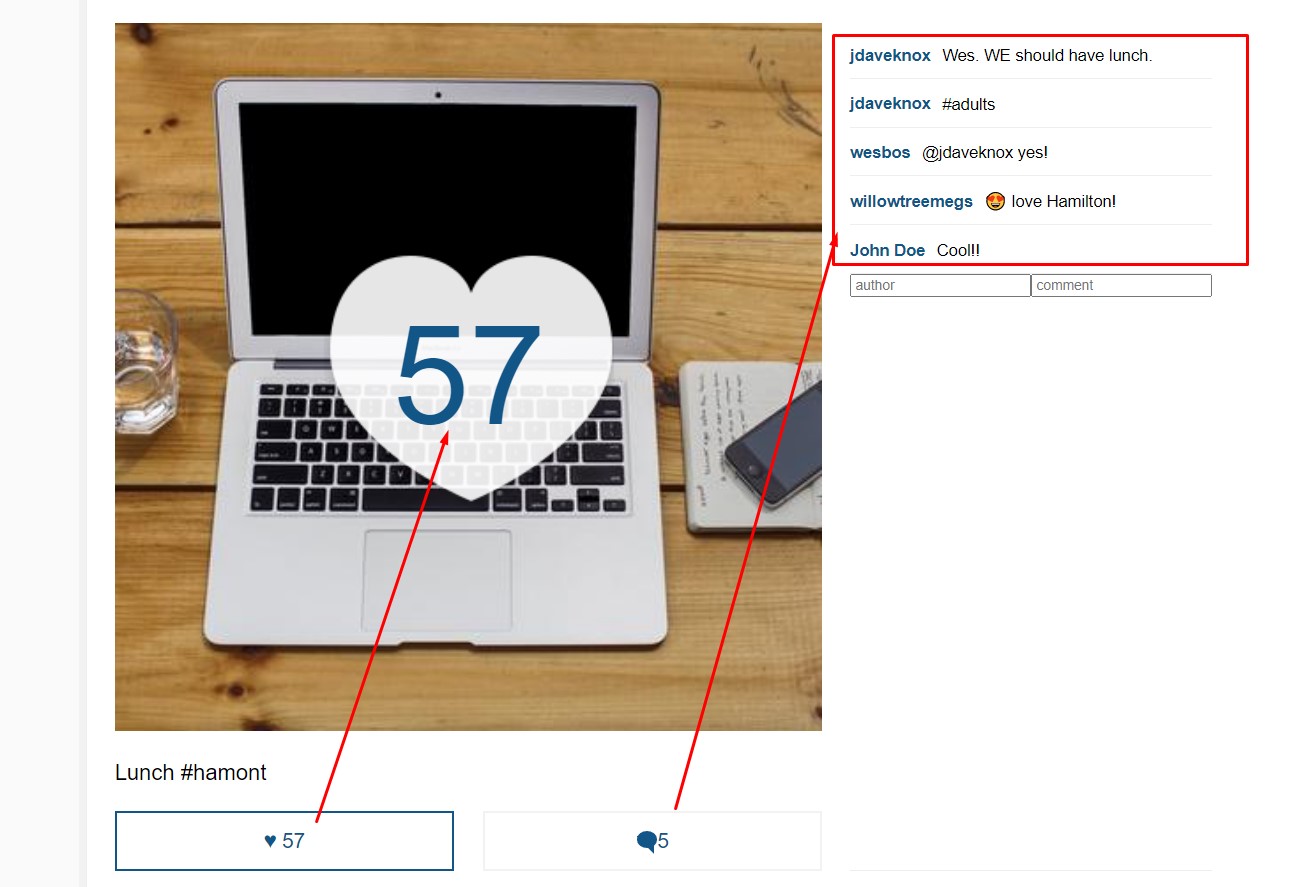 jdaveknox Wes. WE should have lunch.
jdaveknox #adults
wesbos @jdaveknox yes!
willowtreemegs 😍 love Hamilton!
John Doe Cool!!
author comment
57
Lunch #hamont
♥ 57
5